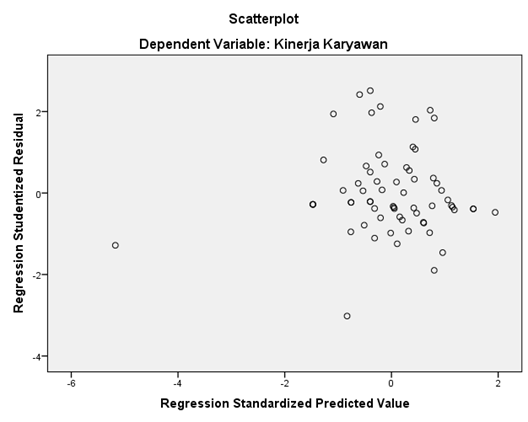 Scatterplot
Dependent Variable: Kinerja Karyawan
Regression Studentized Residual
2
0
-2
-4
-6
-4
-2
0
2
Regression Standardized Predicted Value